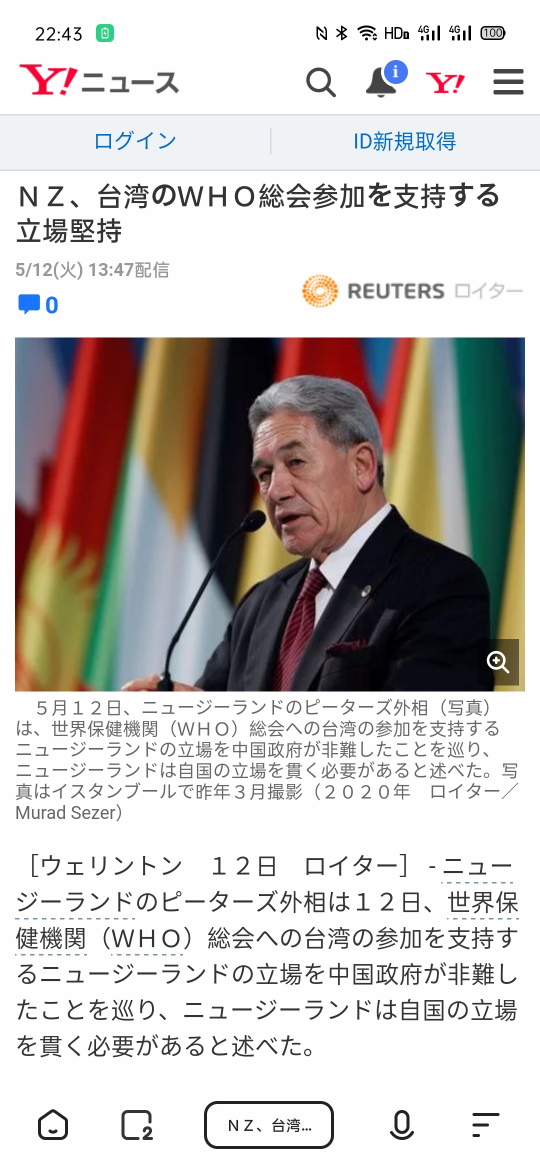 22:43
HD 4G 4G 100
Y!ニュース
i
Y!
ログイン
ID新規取得
ＮＺ、台湾のＷＨＯ総会参加を支持する
立場堅持
5/12(火) 13:47配信
0
REUTERS ロイター
５月１２日、ニュージーランドのピーターズ外相（写真）
は、世界保健機関（ＷＨＯ）総会への台湾の参加を支持する
ニュージーランドの立場を中国政府が非難したことを巡り、
ニュージーランドは自国の立場を貫く必要があると述べた。写
真はイスタンブールで昨年３月撮影（２０２０年　ロイター／
Murad Sezer）
［ウェリントン　１２日　ロイター］ - ニュー
ジーランドのピーターズ外相は１２日、世界保
健機関（ＷＨＯ）総会への台湾の参加を支持す
るニュージーランドの立場を中国政府が非難し
たことを巡り、ニュージーランドは自国の立場
を貫く必要があると述べた。
2
ＮＺ、台湾...